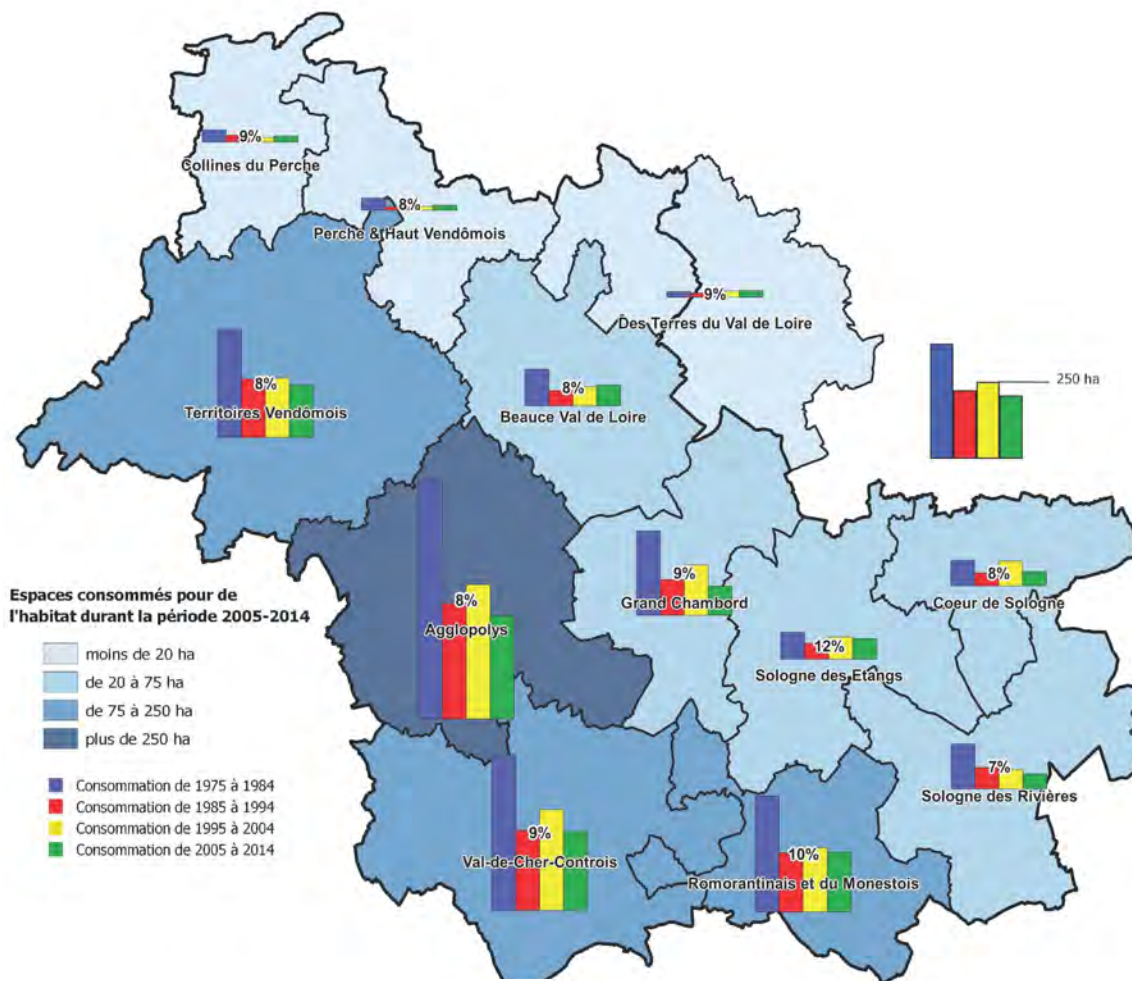 9%
Collines du Perche
8%
Perche & Haut Vendômois
9%
Des Terres du Val de Loire
8%
Territoires Vendômois
8%
Beauce Val de Loire
250 ha
9%
Grand Chambord
8%
Coeur de Sologne
8%
Agglopolys
12%
Sologne des Etangs
Espaces consommés pour de
l'habitat durant la période 2005-2014
moins de 20 ha
de 20 à 75 ha
de 75 à 250 ha
plus de 250 ha
Consommation de 1975 à 1984
Consommation de 1985 à 1994
Consommation de 1995 à 2004
Consommation de 2005 à 2014
7%
Sologne des Rivières
9%
Val-de-Cher-Controis
10%
Romorantinais et du Monestois